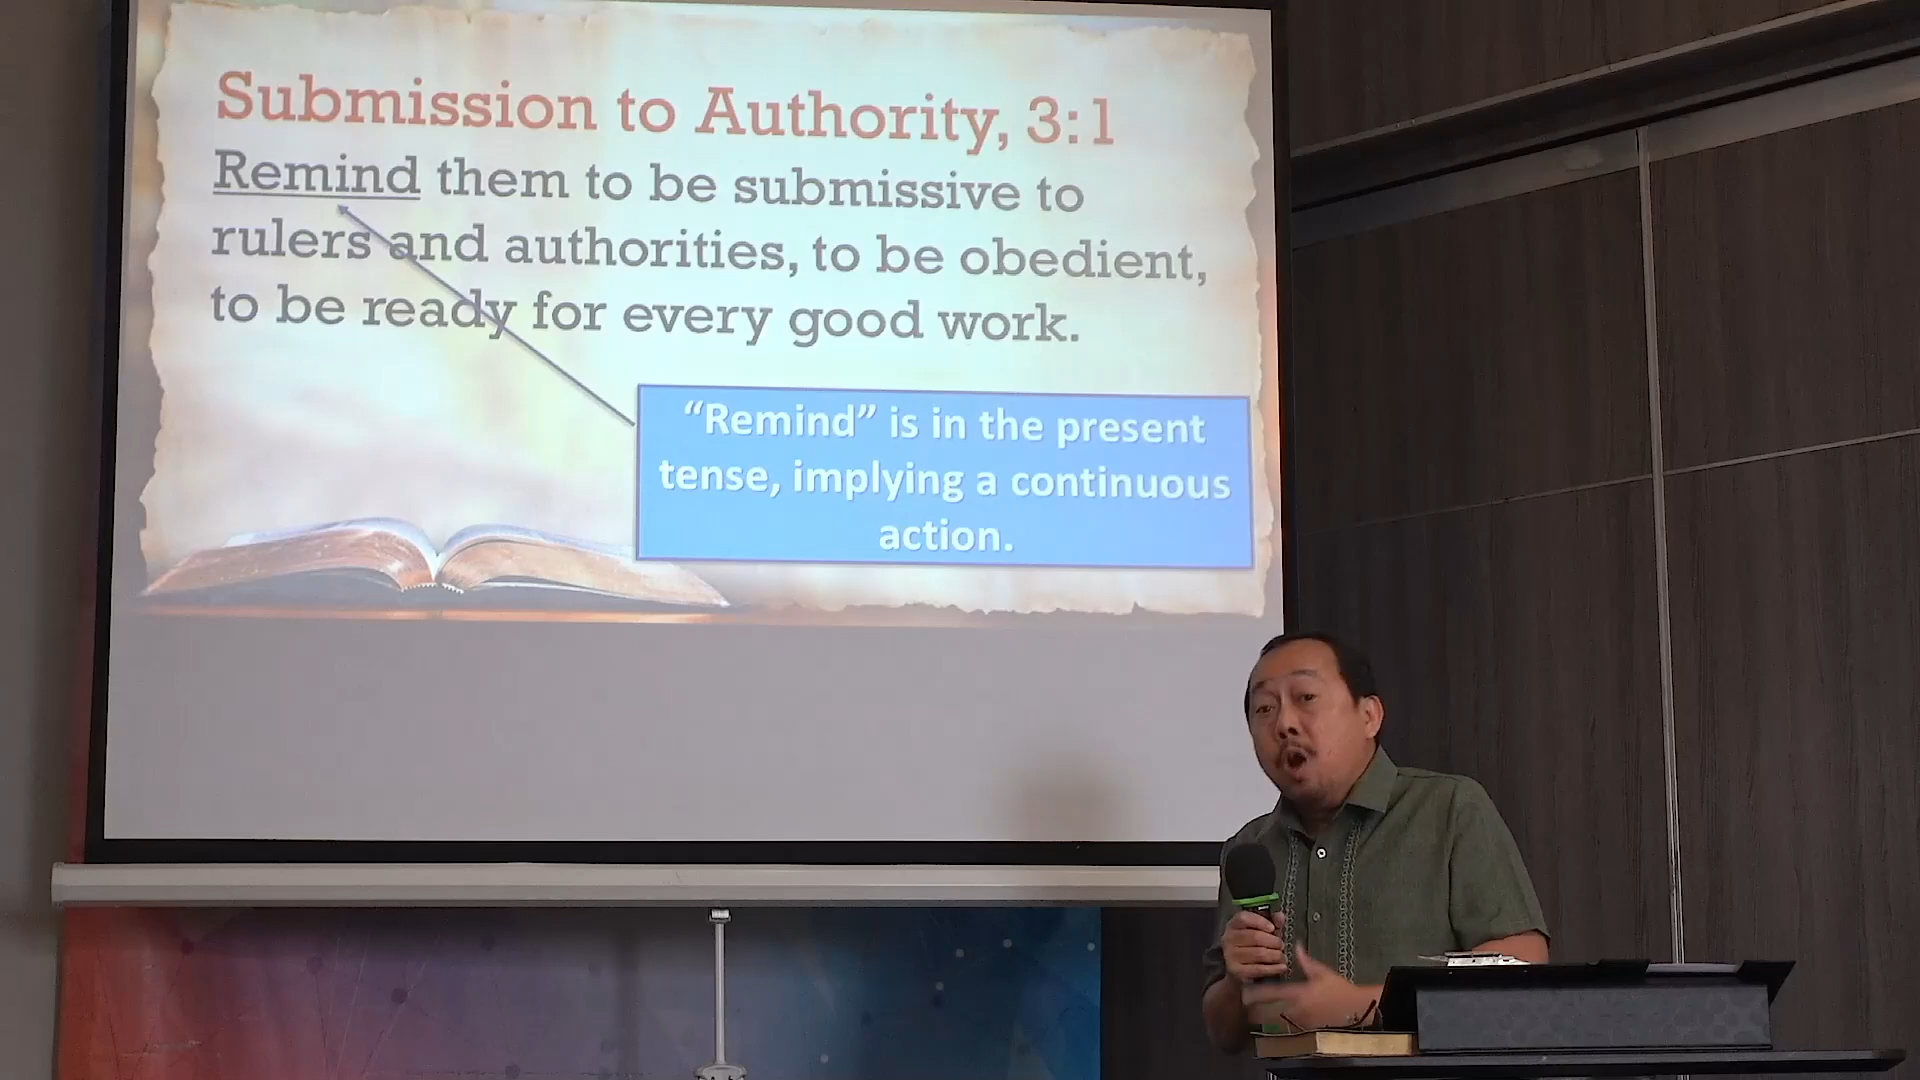 Submission to Authority, 3:1
Remind them to be submissive to
rulers and authorities, to be obedient,
to be ready for every good work.
“Remind” is in the present
tense, implying a continuous
action.